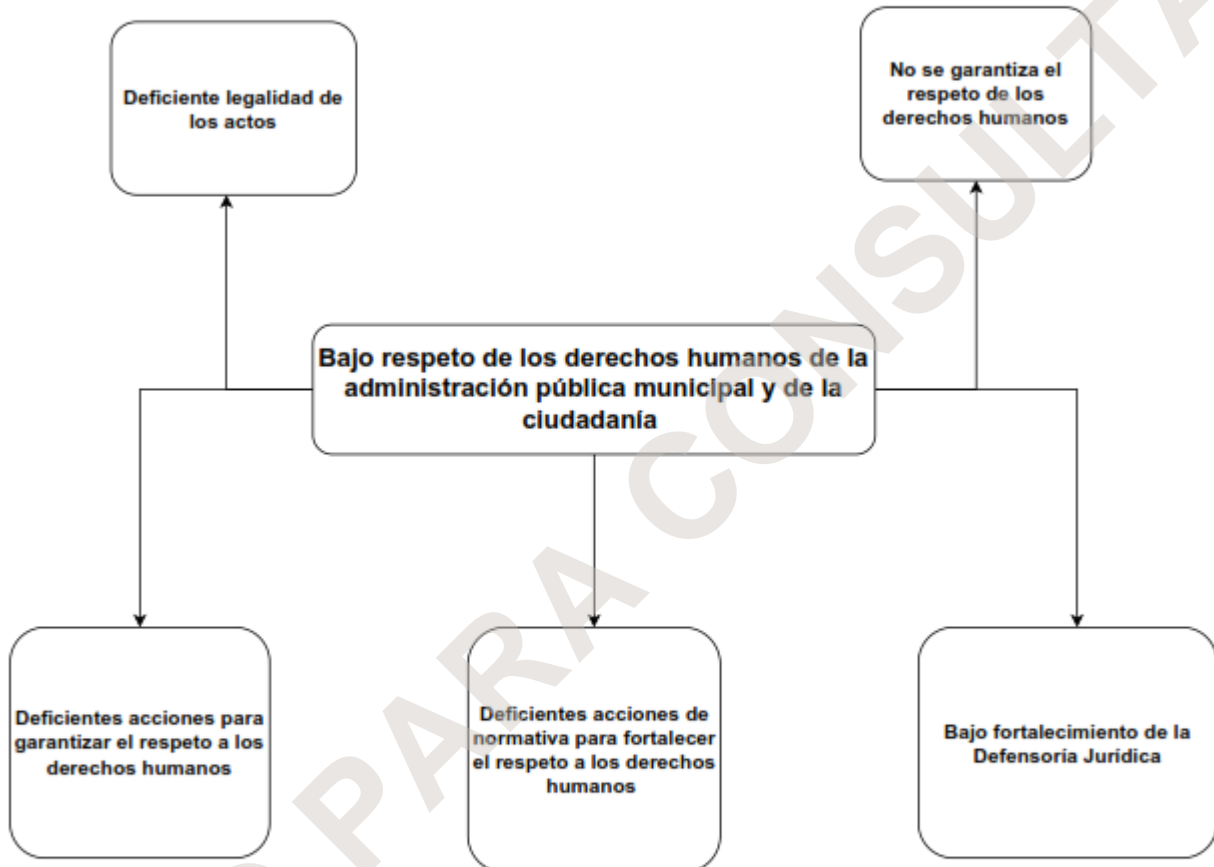 Deficiente legalidad de
los actos
No se garantiza el
respeto de los
derechos humanos
Bajo respeto de los derechos humanos de la
administración pública municipal y de la
ciudadanía
Deficientes acciones para
garantizar el respeto a los
derechos humanos
Deficientes acciones de
normativa para fortalecer
el respeto a los derechos
humanos
Bajo fortalecimiento de la
Defensoría Jurídica
PARA CONSULTA